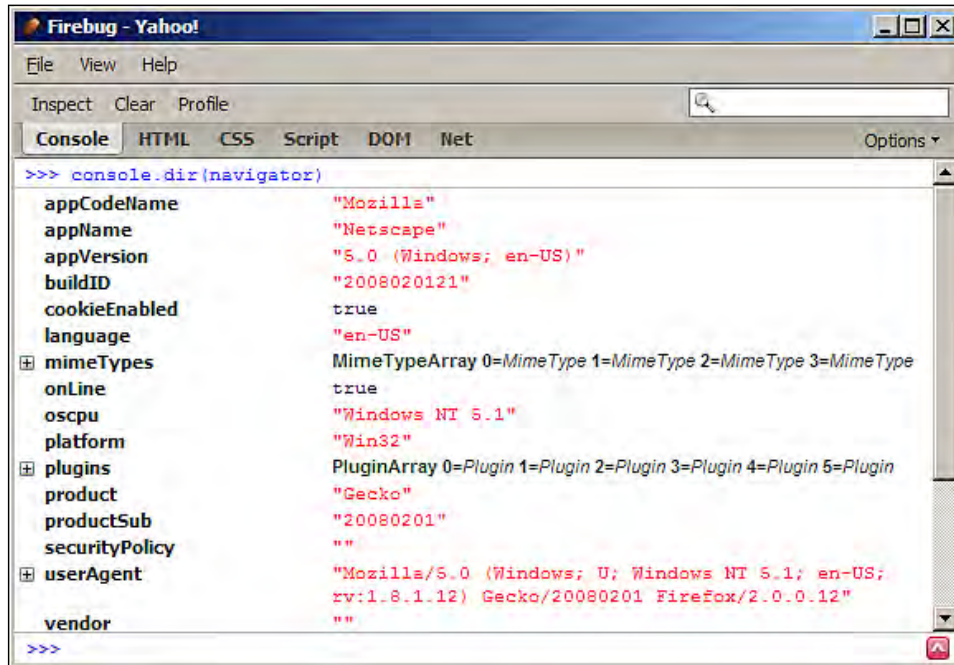 Firebug - Yahoo!
File View Help
Inspect Clear Profile
Console HTML CSS Script DOM Net Options
>>> console.dir(navigator)
appCodeName "Mozilla"
appName "Netscape"
appVersion "5.0 (Windows; en-US)"
buildID "2008020121"
cookieEnabled true
language "en-US"
mimeTypes MimeTypeArray 0=MimeType 1=MimeType 2=MimeType 3=MimeType
onLine true
oscpu "Windows NT 5.1"
platform "Win32"
plugins PluginArray 0=Plugin 1=Plugin 2=Plugin 3=Plugin 4=Plugin 5=Plugin
product "Gecko"
productSub "20080201"
securityPolicy ""
userAgent "Mozilla/5.0 (Windows; U; Windows NT 5.1; en-US;
rv:1.8.1.12) Gecko/20080201 Firefox/2.0.0.12"
vendor ""
>>>